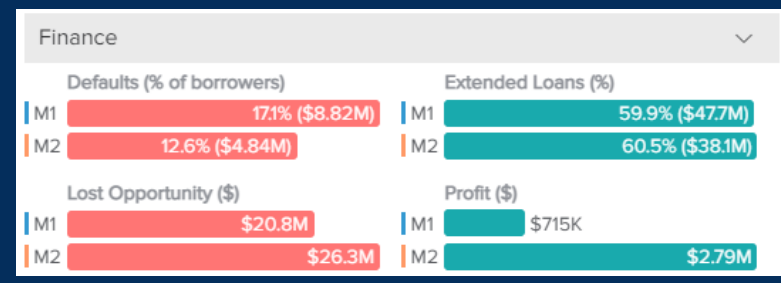 Finance
Defaults (% of borrowers)
M1 17.1% ($8.82M)
M2 12.6% ($4.84M)
Extended Loans (%)
M1 59.9% ($47.7M)
M2 60.5% ($38.1M)
Lost Opportunity ($)
M1 $20.8M
M2 $26.3M
Profit ($)
M1 $715K
M2 $2.79M